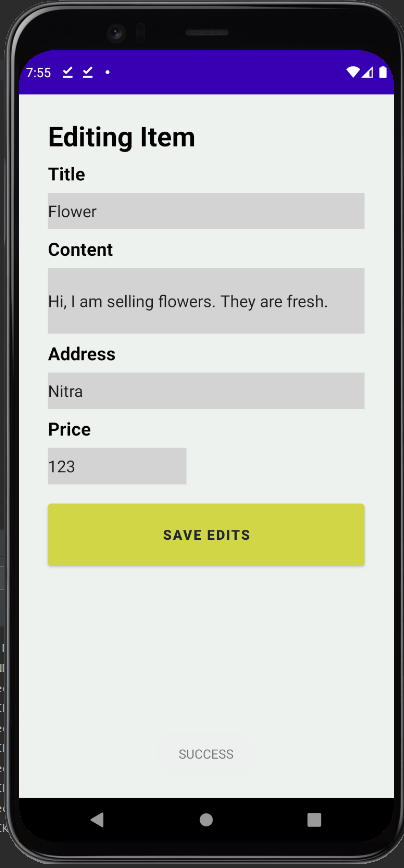 7:55
Editing Item
Title
Flower
Content
Hi, I am selling flowers. They are fresh.
Address
Nitra
Price
123
SAVE EDITS
SUCCESS